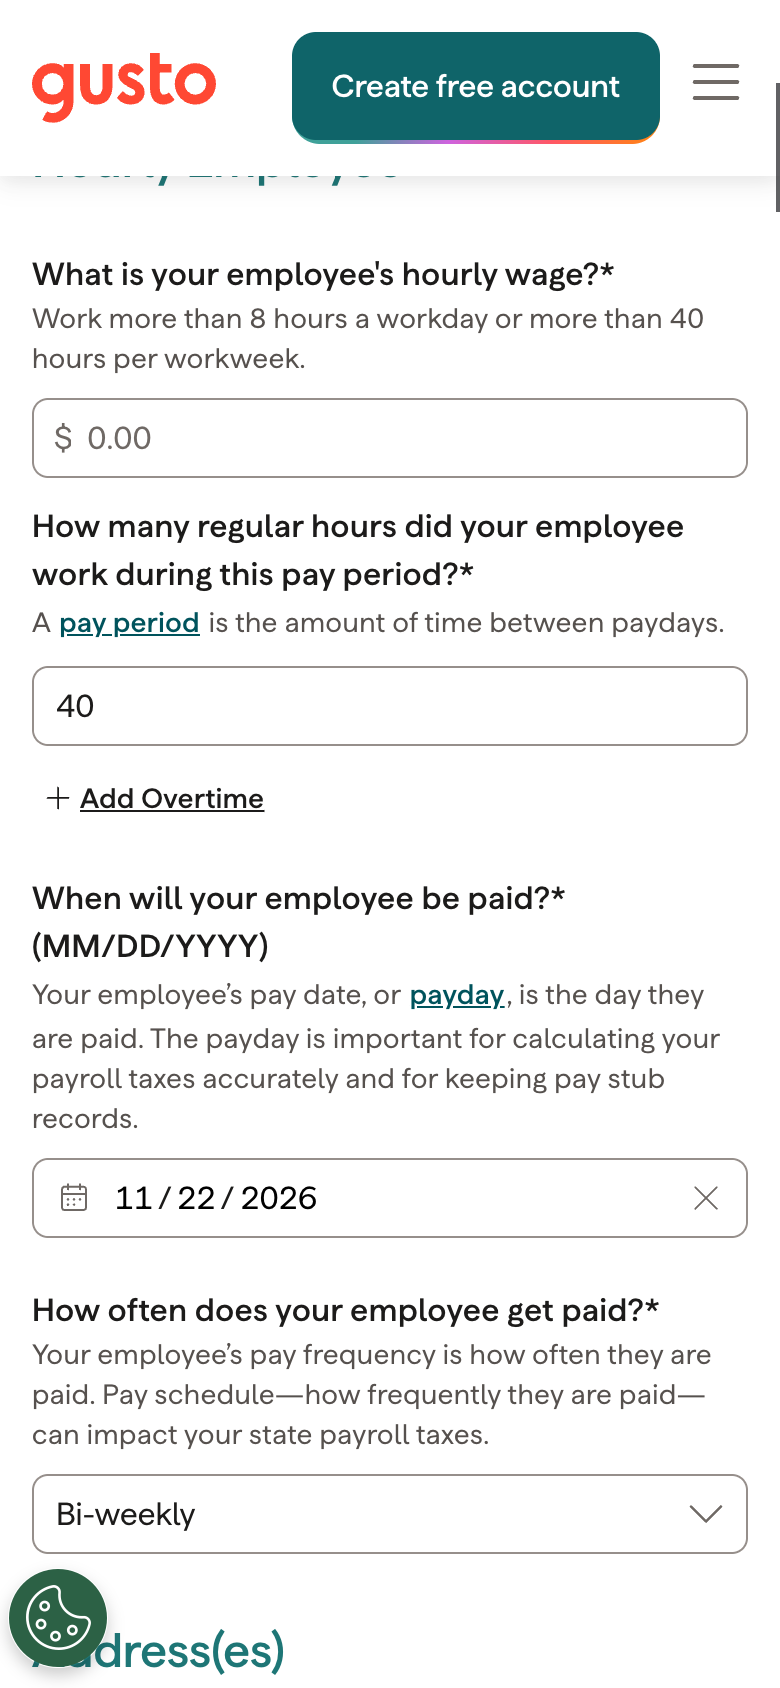 gusto
Create free account
Hourly Employee
What is your employee's hourly wage?*
Work more than 8 hours a workday or more than 40
hours per workweek.
$ 0.00
How many regular hours did your employee
work during this pay period?*
A pay period is the amount of time between paydays.
40
+ Add Overtime
When will your employee be paid?*
(MM/DD/YYYY)
Your employee’s pay date, or payday, is the day they
are paid. The payday is important for calculating your
payroll taxes accurately and for keeping pay stub
records.
11 / 22 / 2026
How often does your employee get paid?*
Your employee’s pay frequency is how often they are
paid. Pay schedule—how frequently they are paid—
can impact your state payroll taxes.
Bi-weekly
Address(es)